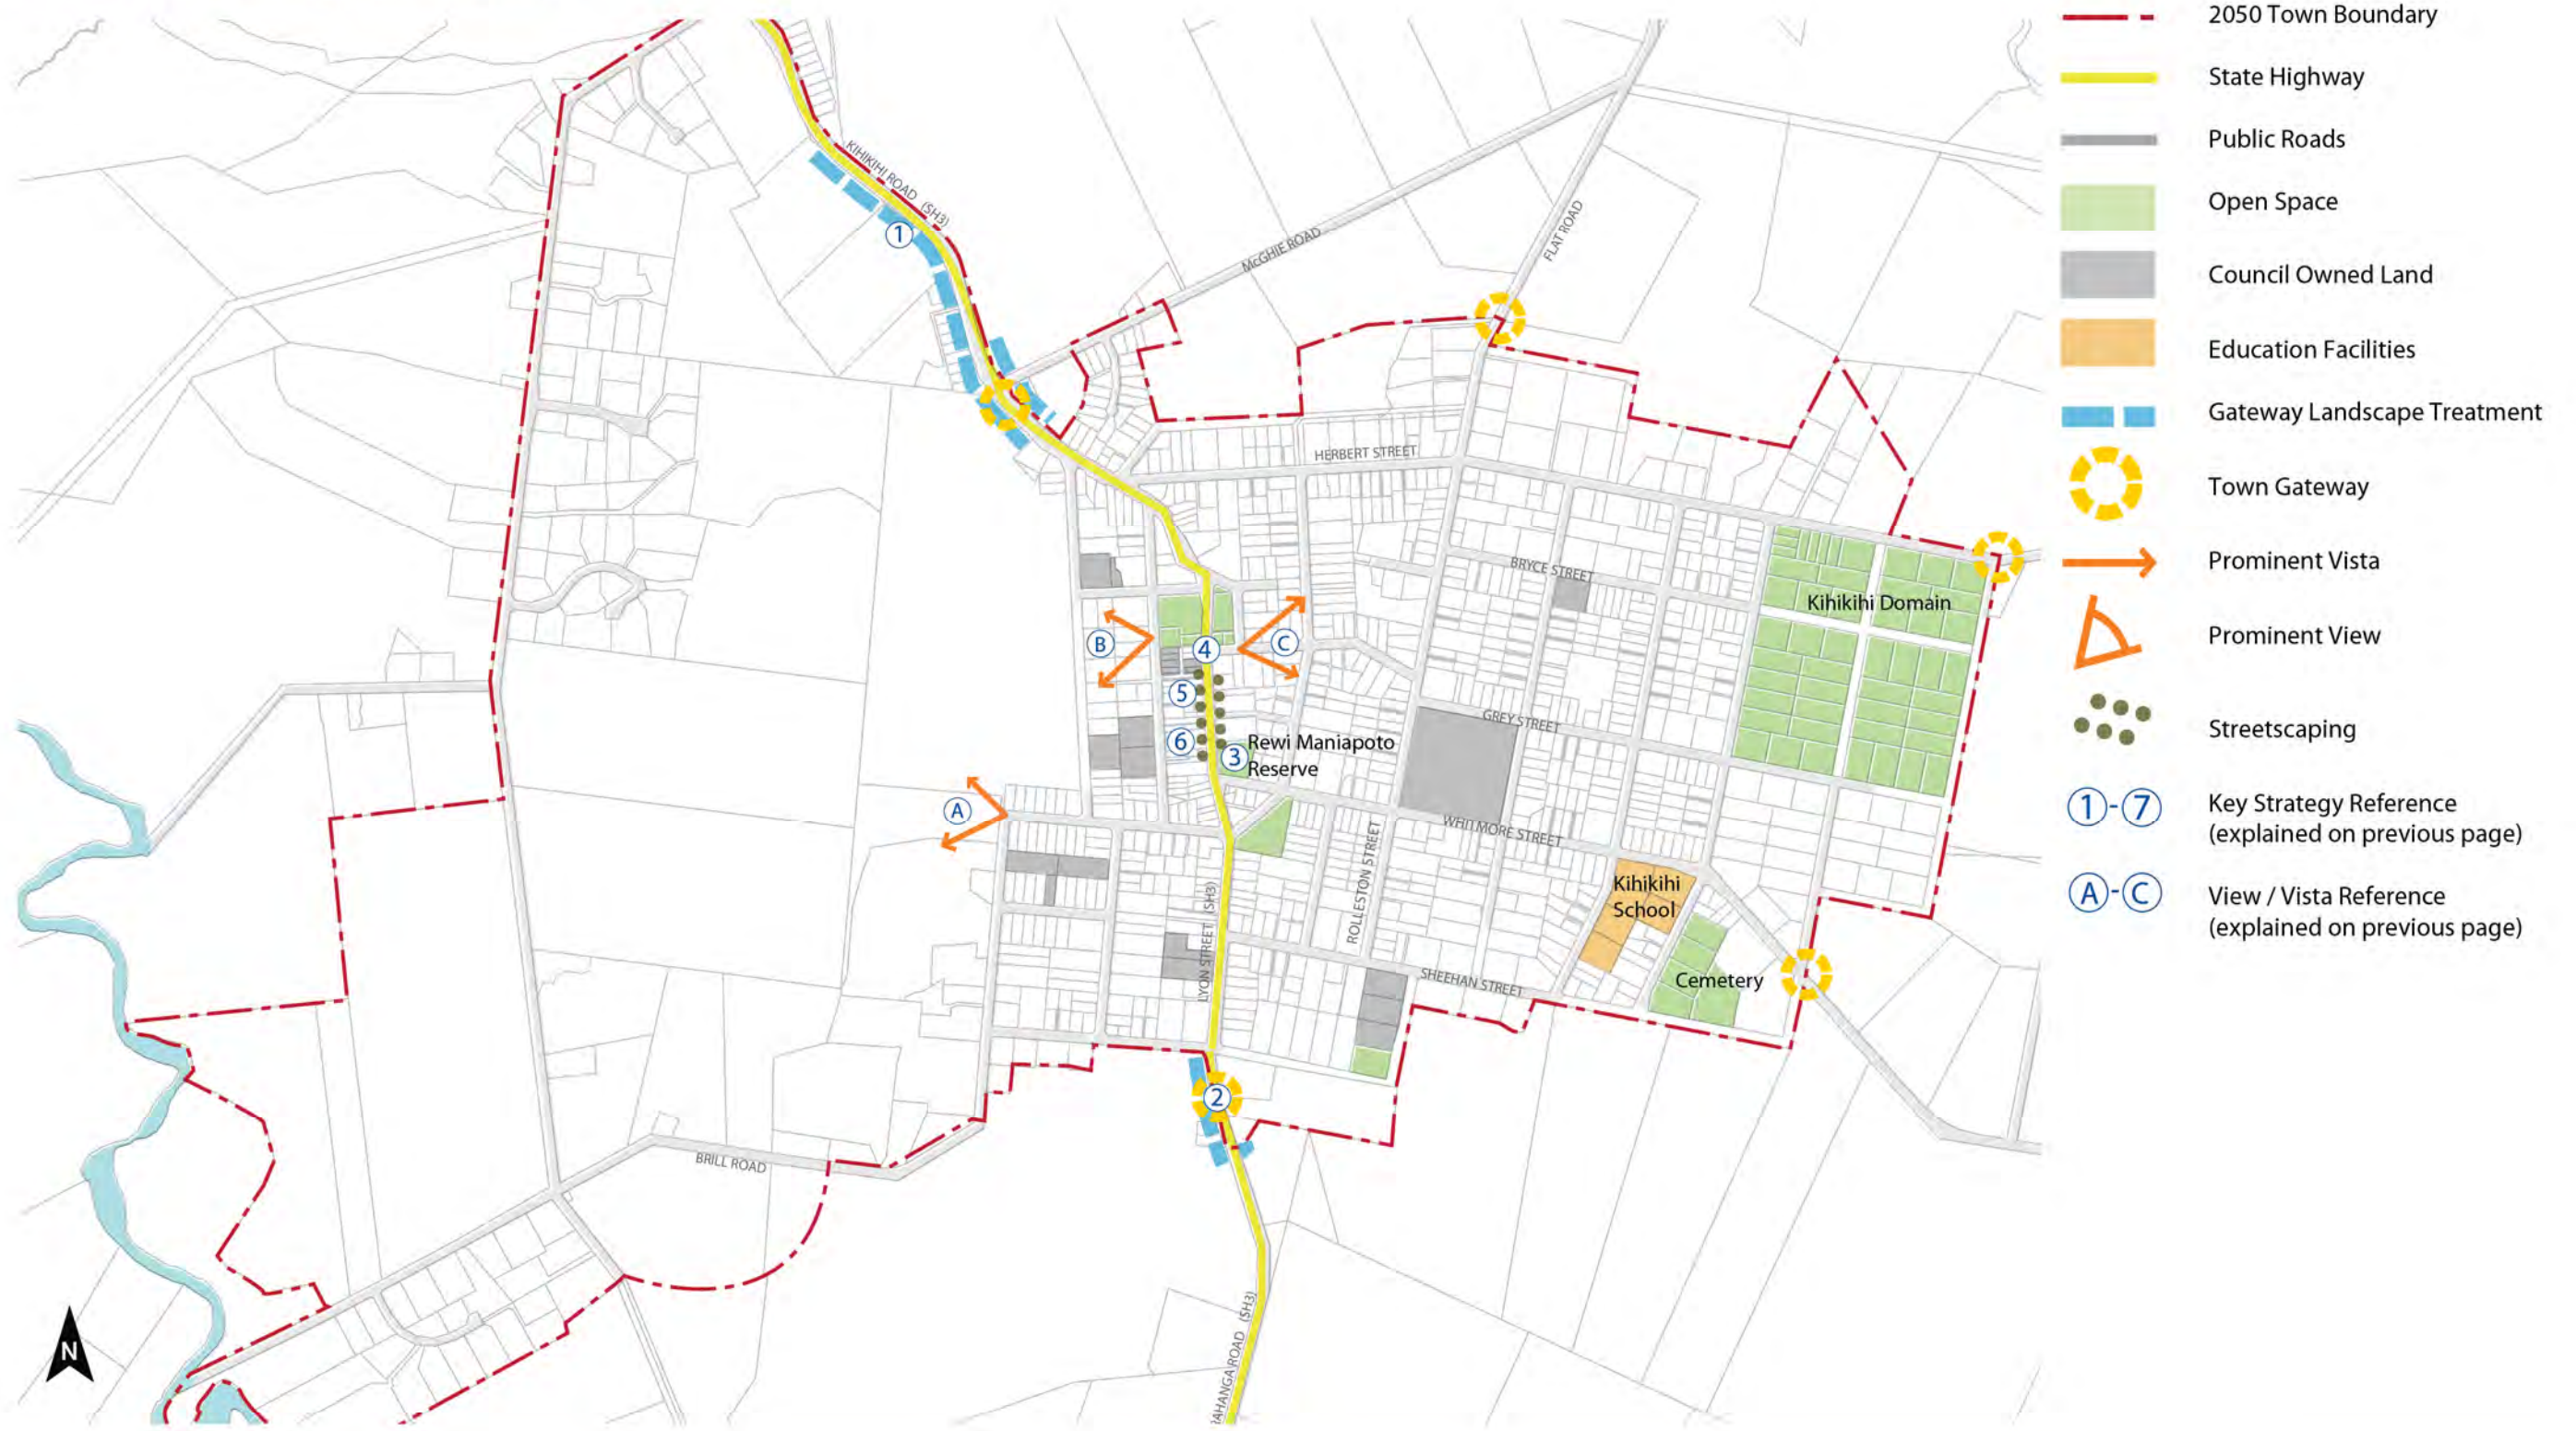 2050 Town Boundary
State Highway
Public Roads
Open Space
Council Owned Land
Education Facilities
Gateway Landscape Treatment
Town Gateway
Prominent Vista
Prominent View
Streetscaping
1-7 Key Strategy Reference
(explained on previous page)
A-C View / Vista Reference
(explained on previous page)
KIHIKIHI ROAD (SH3)
1
McGHIE ROAD
FLAT ROAD
HERBERT STREET
BRYCE STREET
Kihikihi Domain
B
4
C
5
6
3
Rewi Maniapoto
Reserve
GREY STREET
A
WHITMORE STREET
ROLLESTON STREET
LYON STREET (SH3)
Kihikihi
School
SHEEHAN STREET
Cemetery
2
BRILL ROAD
AHANGA ROAD (SH3)
N